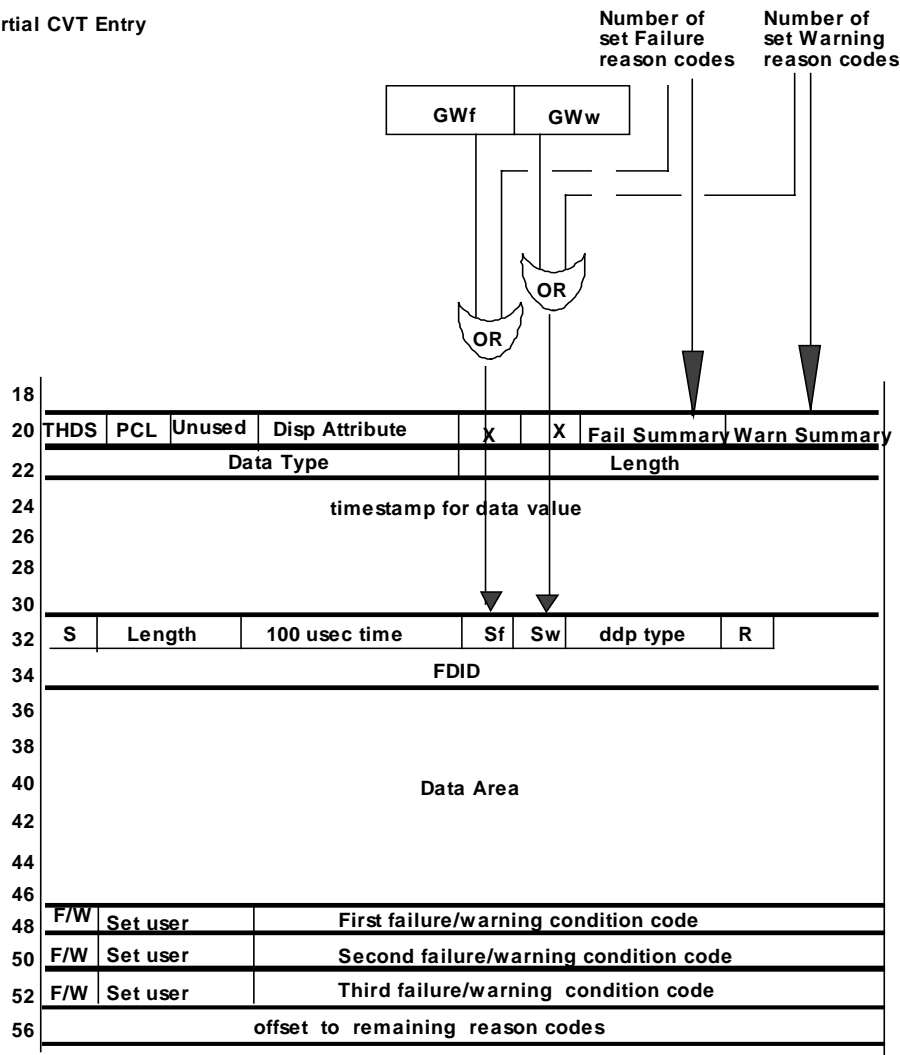 rtial CVT Entry
Number of
set Failure
reason codes
Number of
set Warning
reason codes
GWf GWw
OR
OR
18
20 THDS PCL Unused Disp Attribute X X Fail Summary Warn Summary
22 Data Type Length
24 timestamp for data value
26
28
30
32 S Length 100 usec time Sf Sw ddp type R
34 FDID
36
38
40 Data Area
42
44
46
48 F/W Set user First failure/warning condition code
50 F/W Set user Second failure/warning condition code
52 F/W Set user Third failure/warning condition code
56 offset to remaining reason codes